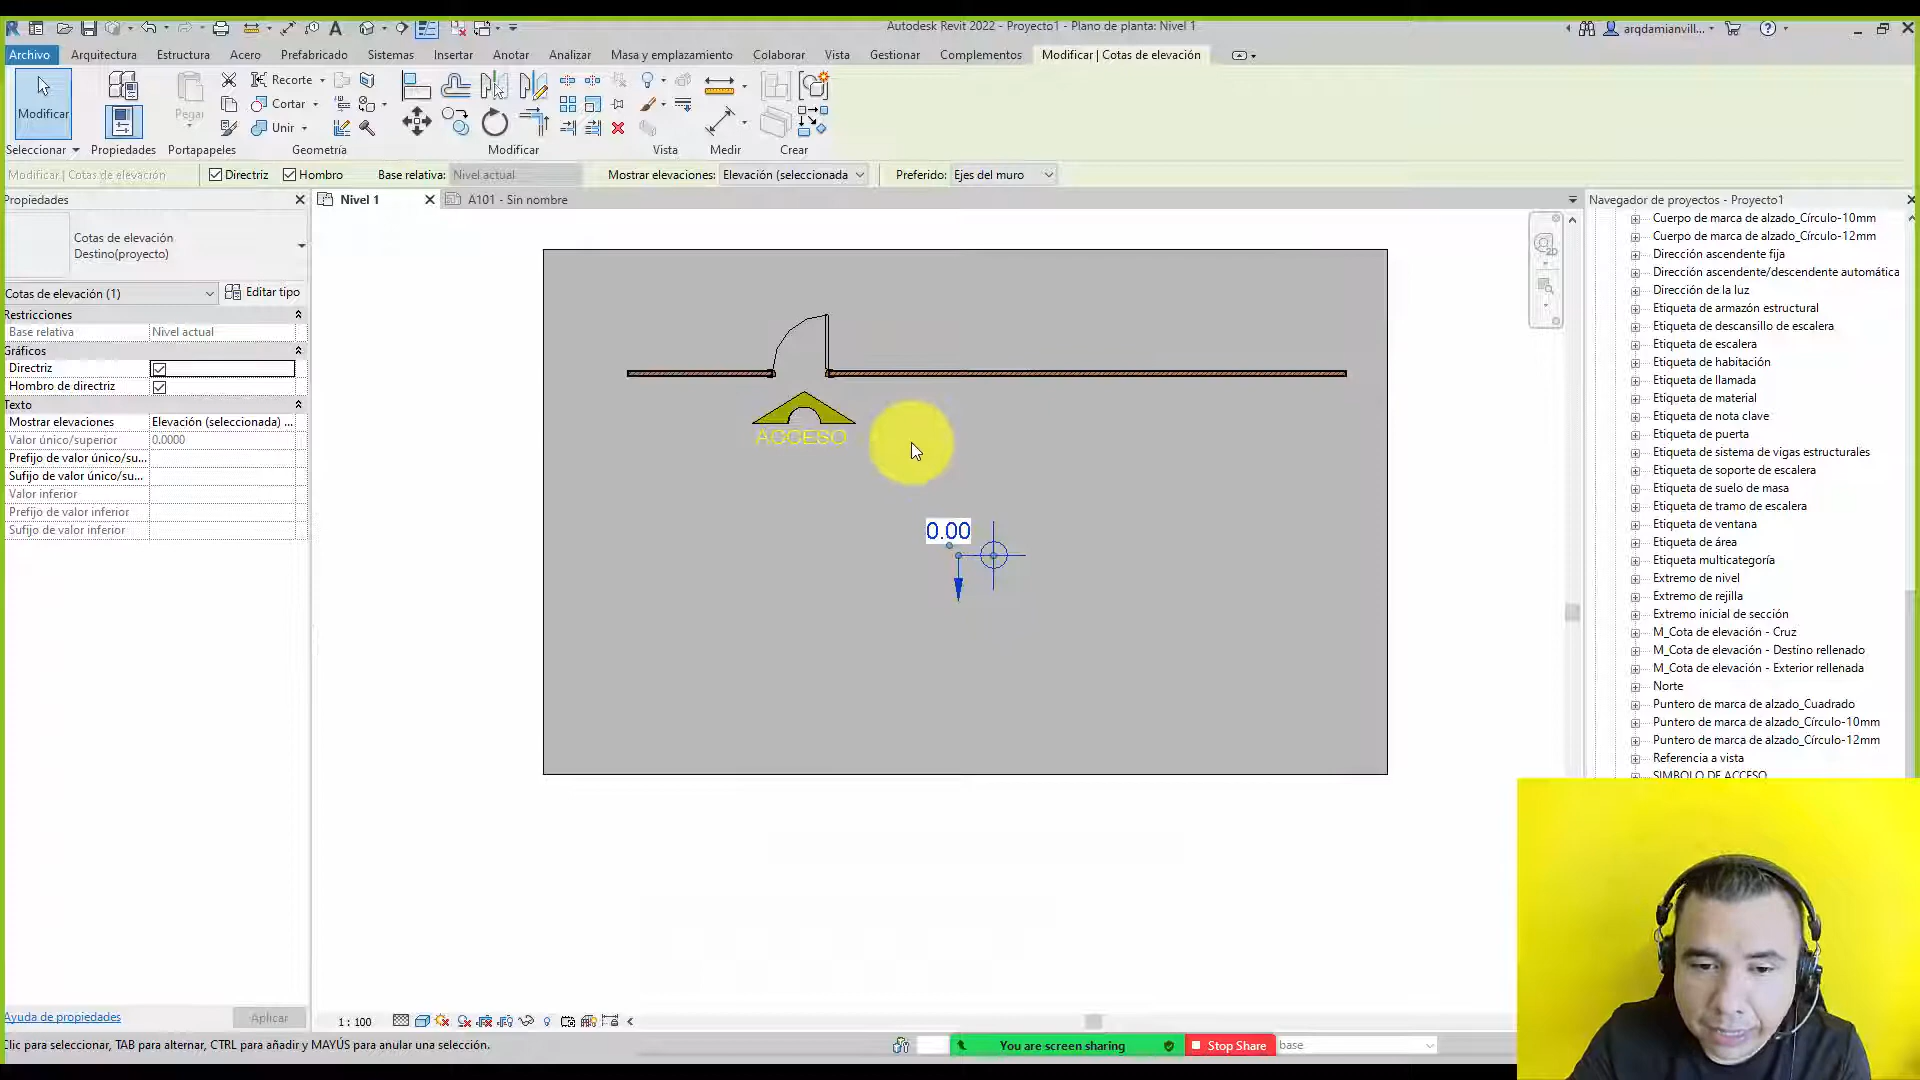 Autodesk Revit 2022 - Proyecto1 - Plano de planta: Nivel 1
arqdamianvill...
Archivo Arquitectura Estructura Acero Prefabricado Sistemas Insertar Anotar Analizar Masa y emplazamiento Colaborar Vista Gestionar Complementos Modificar | Cotas de elevación
Modificar
Pegar
Recorte
Cortar
Unir
Seleccionar Propiedades Portapapeles Geometría Modificar Vista Medir Crear
Modificar | Cotas de elevación Directriz Hombro Base relativa: Nivel actual Mostrar elevaciones: Elevación (seleccionada Preferido: Ejes del muro
Propiedades
Nivel 1
A101 - Sin nombre
Navegador de proyectos - Proyecto1
Cotas de elevación
Destino(proyecto)
Cotas de elevación (1)
Editar tipo
Restricciones
Base relativa Nivel actual
Gráficos
Directriz
Hombro de directriz
Texto
Mostrar elevaciones Elevación (seleccionada) ...
Valor único/superior 0.0000
Prefijo de valor único/su...
Sufijo de valor único/su...
Valor inferior
Prefijo de valor inferior
Sufijo de valor inferior
ACCESO
0.00
2D
Cuerpo de marca de alzado_Círculo-10mm
Cuerpo de marca de alzado_Círculo-12mm
Dirección ascendente fija
Dirección ascendente/descendente automática
Dirección de la luz
Etiqueta de armazón estructural
Etiqueta de descansillo de escalera
Etiqueta de escalera
Etiqueta de habitación
Etiqueta de llamada
Etiqueta de material
Etiqueta de nota clave
Etiqueta de puerta
Etiqueta de sistema de vigas estructurales
Etiqueta de soporte de escalera
Etiqueta de suelo de masa
Etiqueta de tramo de escalera
Etiqueta de ventana
Etiqueta de área
Etiqueta multicategoría
Extremo de nivel
Extremo de rejilla
Extremo inicial de sección
M_Cota de elevación - Cruz
M_Cota de elevación - Destino rellenado
M_Cota de elevación - Exterior rellenada
Norte
Puntero de marca de alzado_Cuadrado
Puntero de marca de alzado_Círculo-10mm
Puntero de marca de alzado_Círculo-12mm
Referencia a vista
SIMBOLO DE ACCESO
Ayuda de propiedades
Aplicar
1 : 100
Clic para seleccionar, TAB para alternar, CTRL para añadir y MAYÚS para anular una selección.
You are screen sharing
Stop Share
base